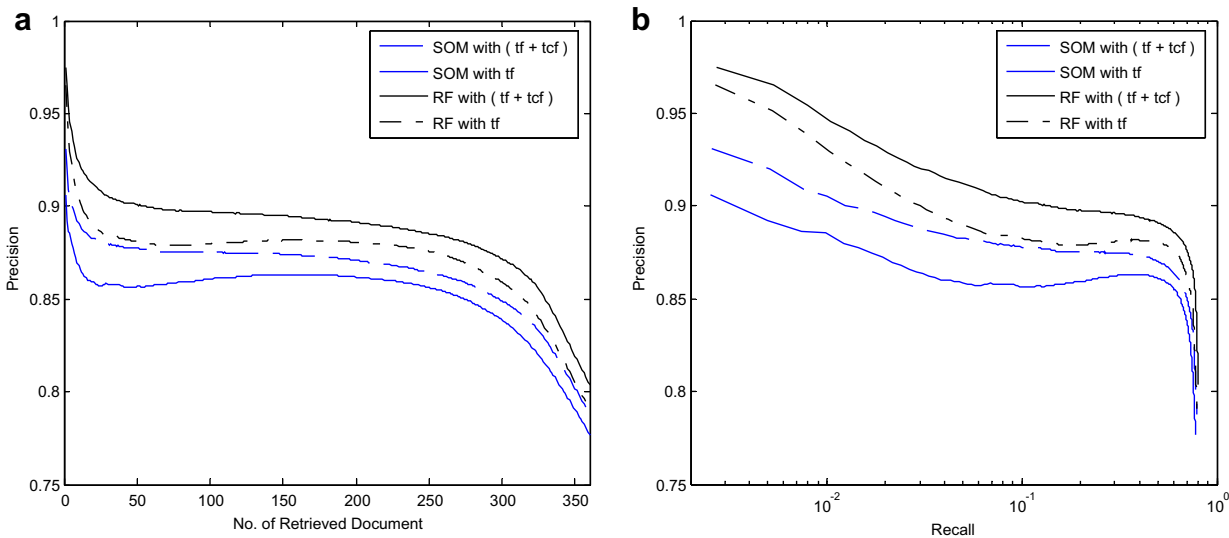 a
1
0.95
0.9
0.85
0.8
0.75
Precision
0
50
100
150
200
250
300
350
No. of Retrieved Document
SOM with ( tf + tcf )
SOM with tf
RF with ( tf + tcf )
RF with tf
b
1
0.95
0.9
0.85
0.8
0.75
Precision
10-2
10-1
100
Recall
SOM with ( tf + tcf )
SOM with tf
RF with ( tf + tcf )
RF with tf